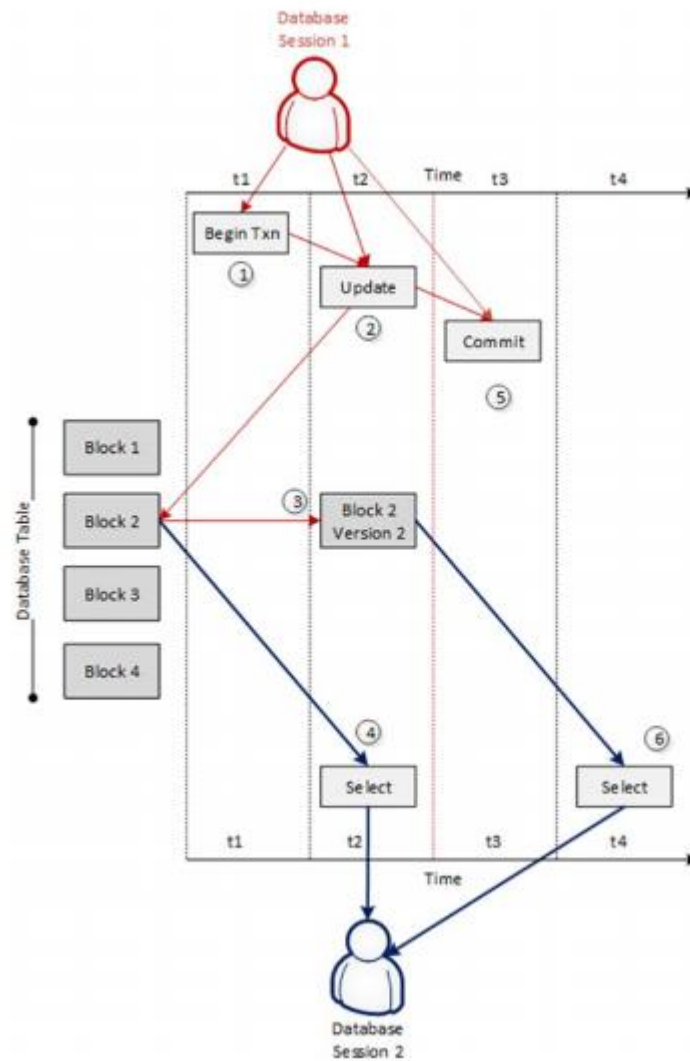 Database
Session 1
t1
t2
Time
t3
t4
Begin Txn
1
Update
2
Commit
5
Database Table
Block 1
Block 2
3
Block 2
Version 2
Block 3
Block 4
4
6
Select
Select
t1
t2
t3
t4
Time
Database
Session 2